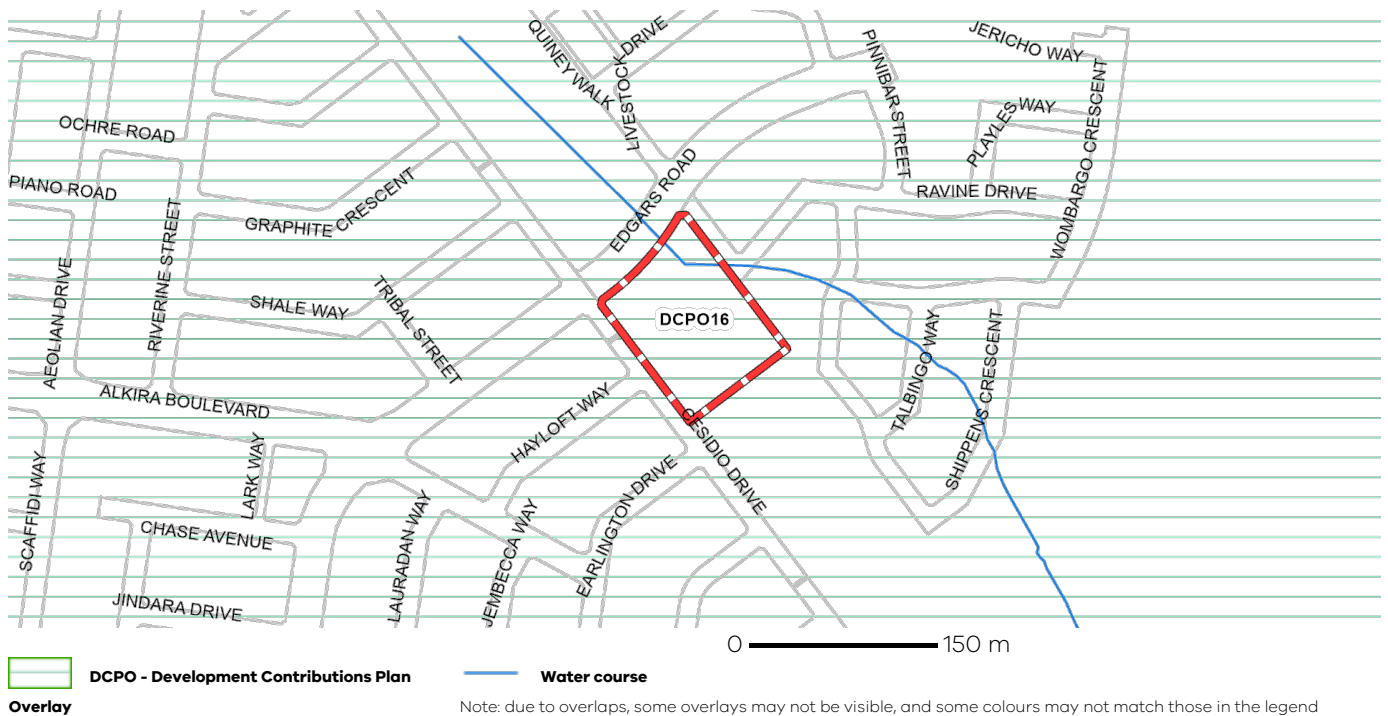 QUINEY WALK
LIVESTOCK DRIVE
PINNIBAR STREET
JERICHO WAY
PLAYLES WAY
WOMBARGO CRESCENT
OCHRE ROAD
PIANO ROAD
GRAPHITE CRESCENT
EDGARS ROAD
RAVINE DRIVE
RIVERINE STREET
AEOLIAN DRIVE
SHALE WAY
TRIBAL STREET
DCPO16
TALBINGO WAY
SHIPPENS CRESCENT
ALKIRA BOULEVARD
HAYLOFT WAY
OESIDIO DRIVE
SCAFFIDI WAY
LARK WAY
CHASE AVENUE
LAURADAN WAY
JEMBECCA WAY
EARLINGTON DRIVE
JINDARA DRIVE
0 150 m
DCPO - Development Contributions Plan
Overlay
Water course
Note: due to overlaps, some overlays may not be visible, and some colours may not match those in the legend